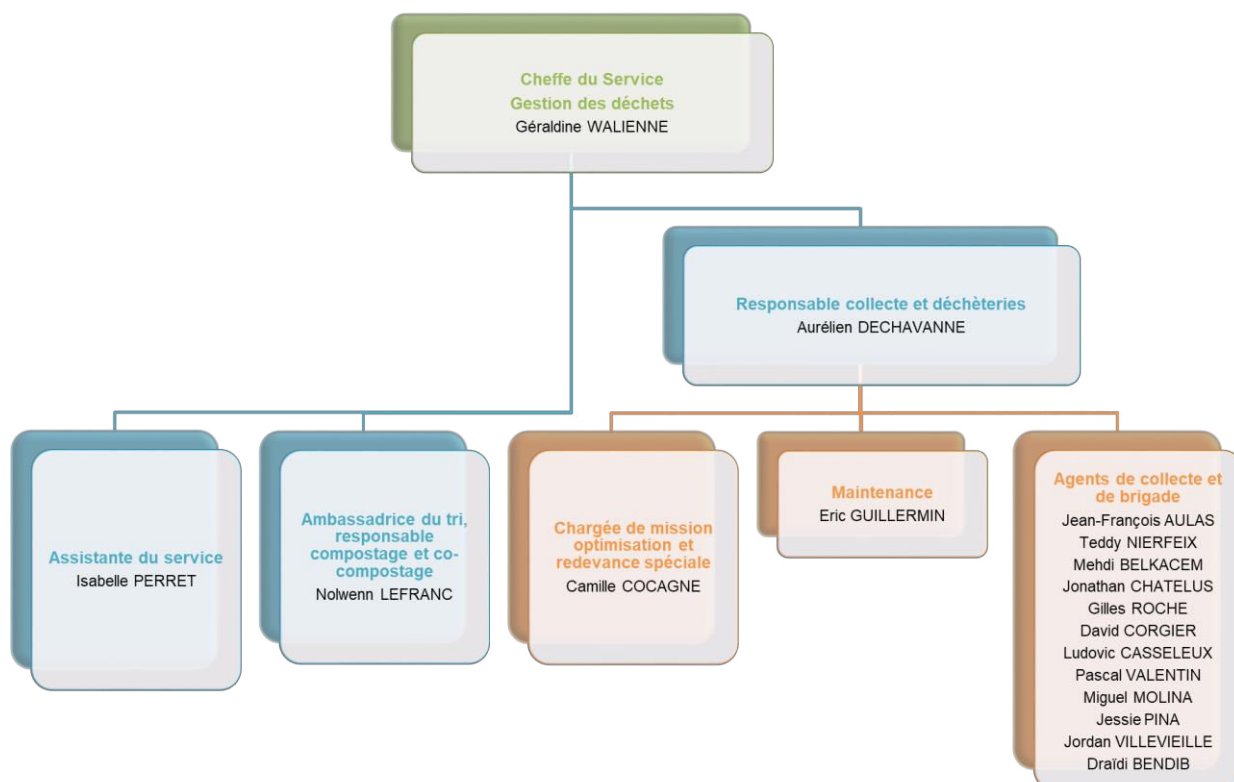 Cheffe du Service
Gestion des déchets
Géraldine WALIENNE
Responsable collecte et déchèteries
Aurélien DECHAVANNE
Assistante du service
Isabelle PERRET
Ambassadrice du tri,
responsable
compostage et co-
compostage
Nolwenn LEFRANC
Chargée de mission
optimisation et
redevance spéciale
Camille COCAGNE
Maintenance
Eric GUILLERMIN
Agents de collecte et
de brigade
Jean-François AULAS
Teddy NIERFEIX
Mehdi BELKACEM
Jonathan CHATELUS
Gilles ROCHE
David CORGIER
Ludovic CASSELEUX
Pascal VALENTIN
Miguel MOLINA
Jessie PINA
Jordan VILLEVIEILLE
Draïdi BENDIB